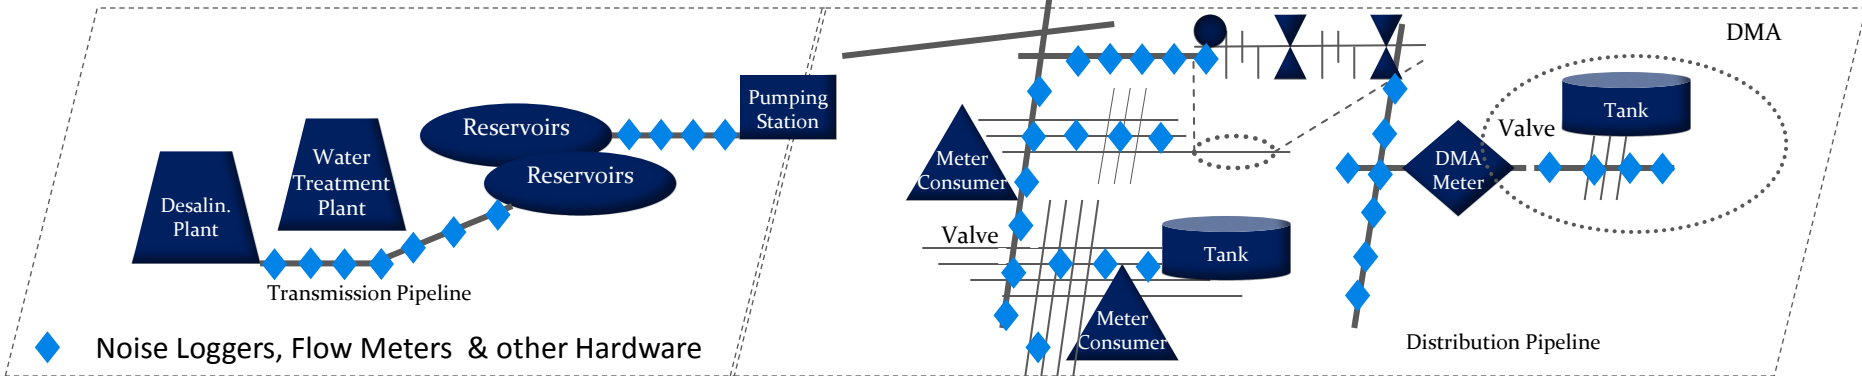 DMA
Pumping
Station
Reservoirs
Reservoirs
Water
Treatment
Plant
Desalin.
Plant
Transmission Pipeline
Noise Loggers, Flow Meters & other Hardware
Meter
Consumer
Valve
Tank
Meter
Consumer
DMA
Meter
Valve
Tank
Distribution Pipeline